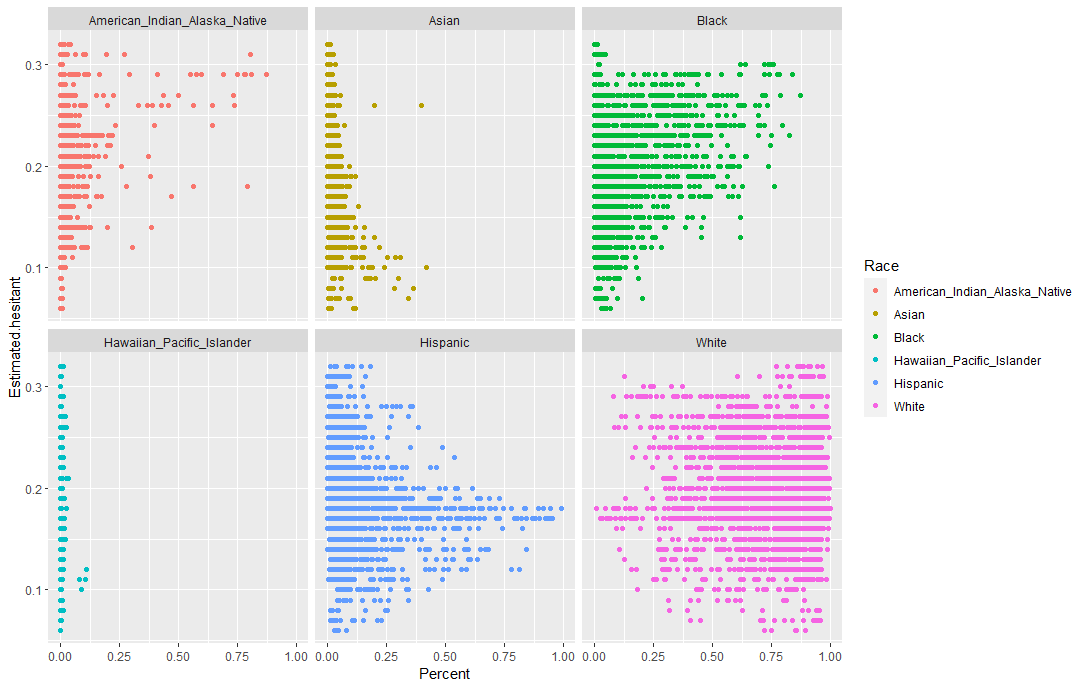 American_Indian_Alaska_Native
Asian
Black
0.3
0.2
0.1
Hawaiian_Pacific_Islander
Hispanic
White
0.3
0.2
0.1
0.00
0.25
0.50
0.75
1.00
0.00
0.25
0.50
0.75
1.00
0.00
0.25
0.50
0.75
1.00
Percent
Estimated.hesitant
Race
American_Indian_Alaska_Native
Asian
Black
Hawaiian_Pacific_Islander
Hispanic
White